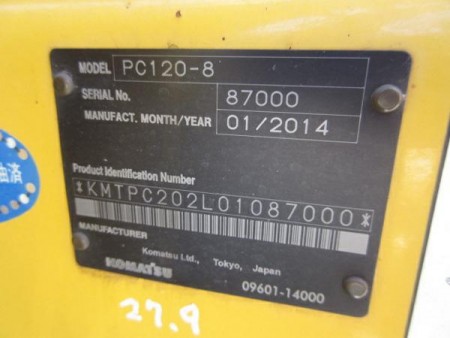 MODEL PC120-8
SERIAL No. 87000
MANUFACT. MONTH/YEAR 01/2014
Product Identification Number
*KMTPC202L01087000*
MANUFACTURER
Komatsu Ltd., Tokyo, Japan
KOMATSU
09601-14000
27.9
済